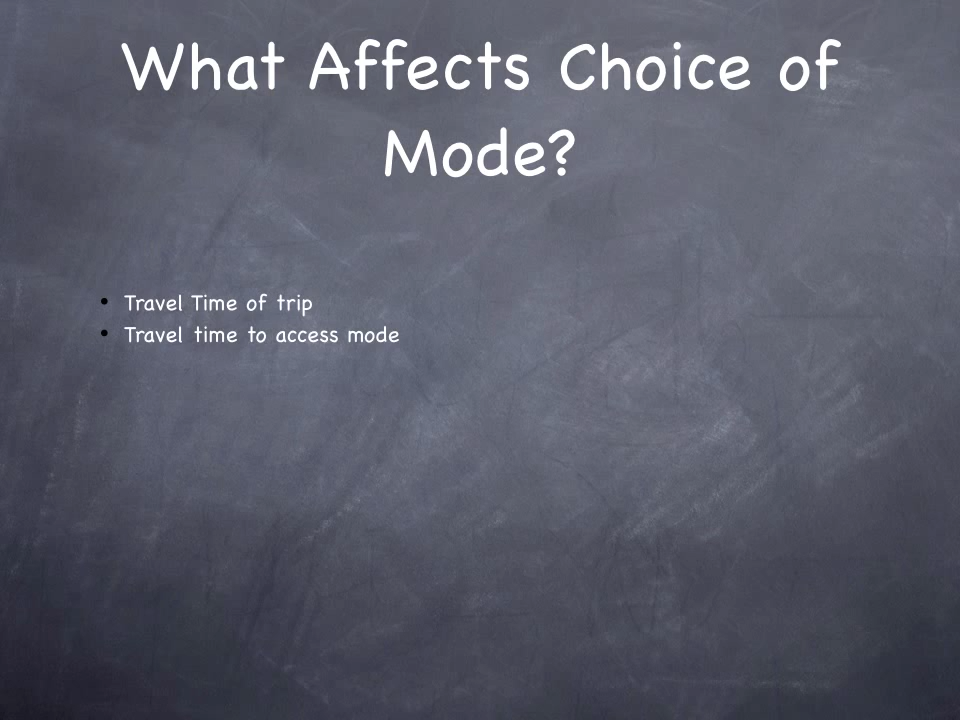 What Affects Choice of
Mode?
• Travel Time of trip
• Travel time to access mode